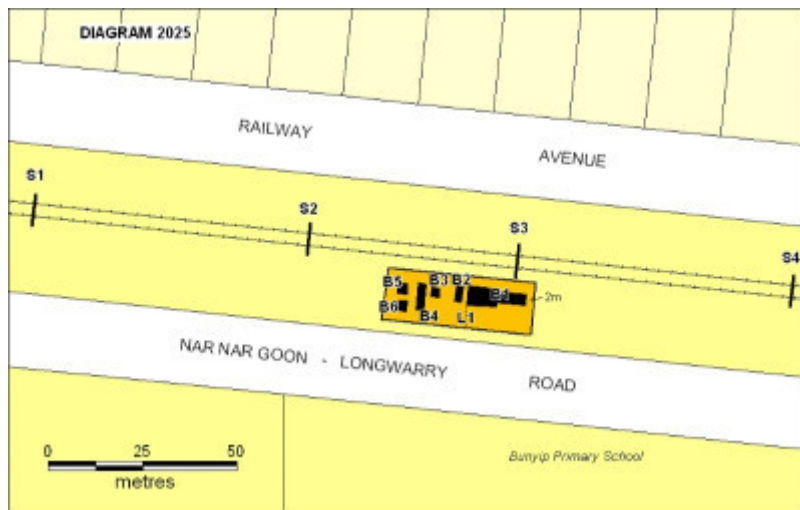 DIAGRAM 2025
RAILWAY AVENUE
S1
S2
S3
S4
B5 B3 B2 B1
2m
B6 B4 L1
NAR NAR GOON - LONGWARRY ROAD
0 25 50
metres
Bunyip Primary School